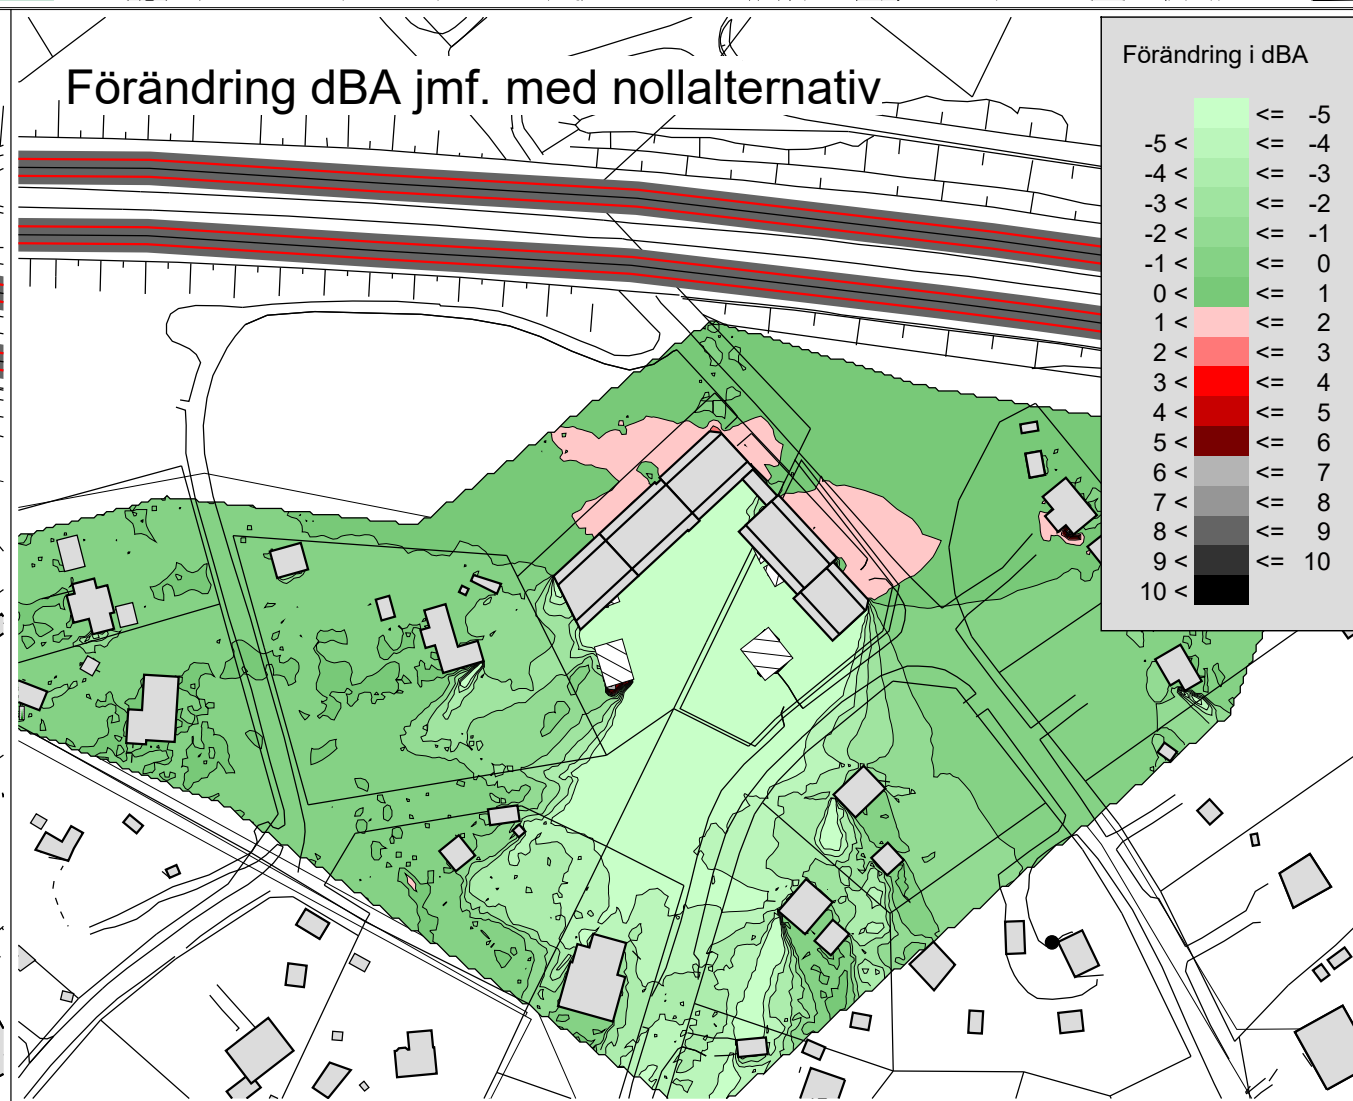 Förändring dBA jmf. med nollalternativ
Förändring i dBA
<= -5
-5 < <= -4
-4 < <= -3
-3 < <= -2
-2 < <= -1
-1 < <= 0
0 < <= 1
1 < <= 2
2 < <= 3
3 < <= 4
4 < <= 5
5 < <= 6
6 < <= 7
7 < <= 8
8 < <= 9
9 < <= 10
10 <